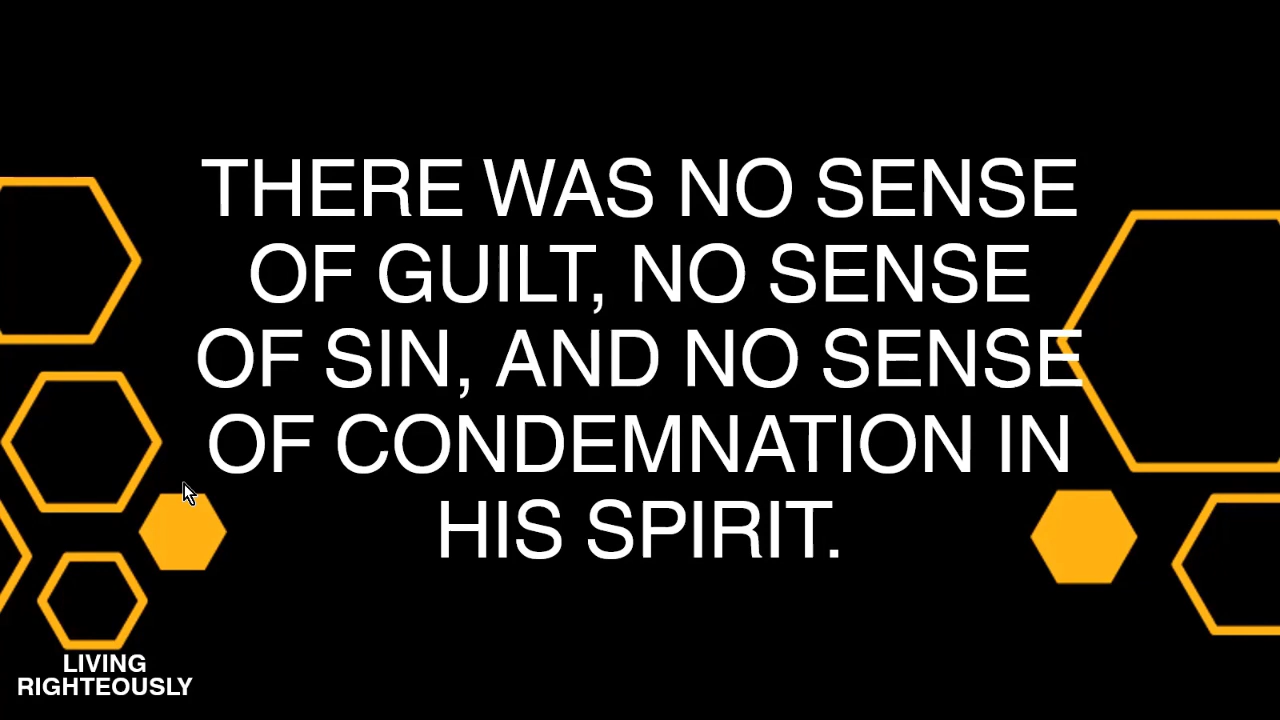 THERE WAS NO SENSE
OF GUILT, NO SENSE
OF SIN, AND NO SENSE
OF CONDEMNATION IN
HIS SPIRIT.
LIVING
RIGHTEOUSLY